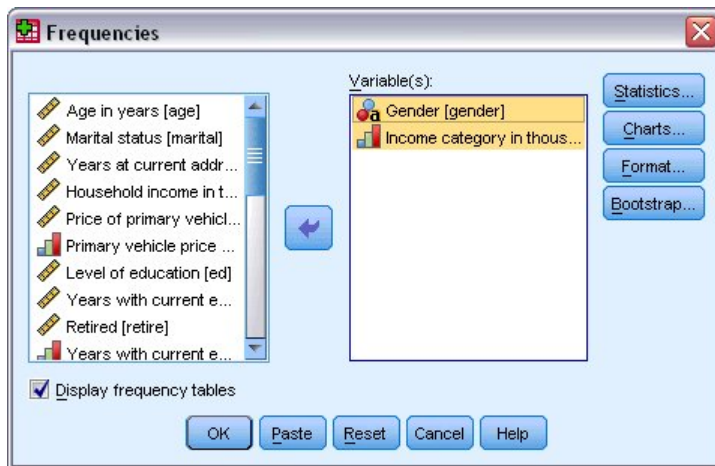 Frequencies
Variable(s):
Age in years [age]
Marital status [marital]
Years at current addr...
Household income in t...
Price of primary vehicl...
Primary vehicle price ...
Level of education [ed]
Years with current e...
Retired [retire]
Years with current e...
a Gender [gender]
Income category in thous...
Statistics...
Charts...
Format...
Bootstrap...
Display frequency tables
OK
Paste
Reset
Cancel
Help